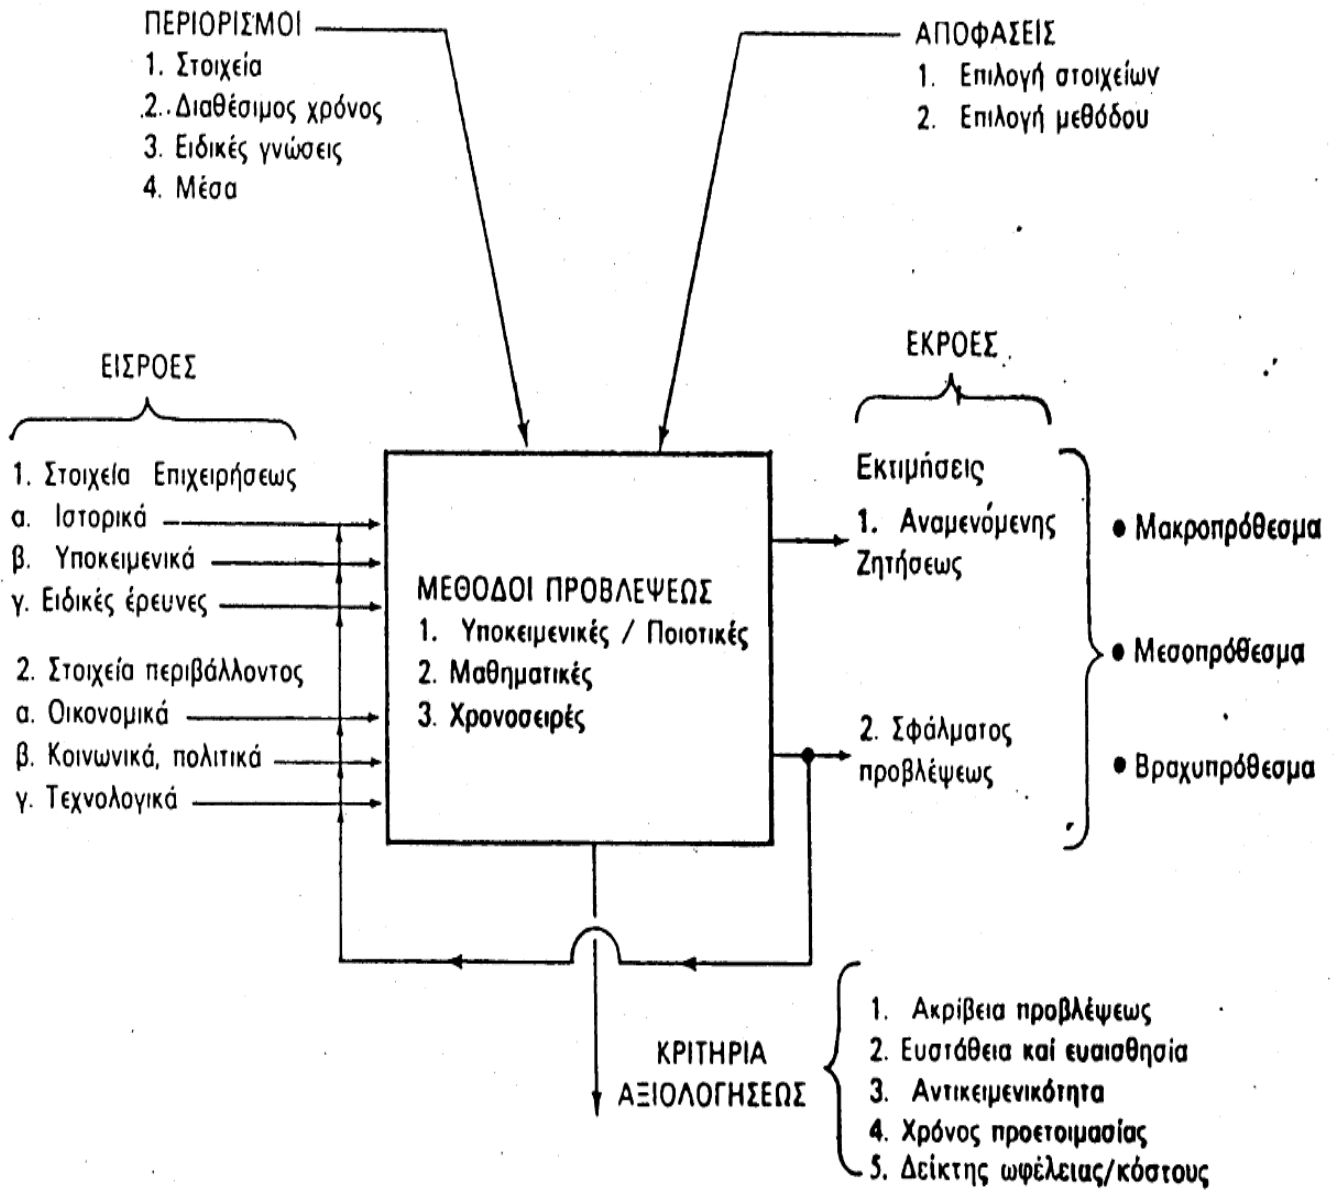 ΠΕΡΙΟΡΙΣΜΟΙ
1. Στοιχεία
2. Διαθέσιμος χρόνος
3. Ειδικές γνώσεις
4. Μέσα
ΑΠΟΦΑΣΕΙΣ
1. Επιλογή στοιχείων
2. Επιλογή μεθόδου
ΕΙΣΡΟΕΣ
1. Στοιχεία Επιχειρήσεως
α. Ιστορικά
β. Υποκειμενικά
γ. Ειδικές έρευνες
2. Στοιχεία περιβάλλοντος
α. Οικονομικά
β. Κοινωνικά, πολιτικά
γ. Τεχνολογικά
ΜΕΘΟΔΟΙ ΠΡΟΒΛΕΨΕΩΣ
1. Υποκειμενικές / Ποιοτικές
2. Μαθηματικές
3. Χρονοσειρές
ΕΚΡΟΕΣ
Εκτιμήσεις
1. Αναμενόμενης
Ζητήσεως
2. Σφάλματος
προβλέψεως
• Μακροπρόθεσμα
• Μεσοπρόθεσμα
• Βραχυπρόθεσμα
ΚΡΙΤΗΡΙΑ
ΑΞΙΟΛΟΓΗΣΕΩΣ
1. Ακρίβεια προβλέψεως
2. Ευστάθεια καί ευαισθησία
3. Αντικειμενικότητα
4. Χρόνος προετοιμασίας
5. Δείκτης ωφέλειας/κόστους